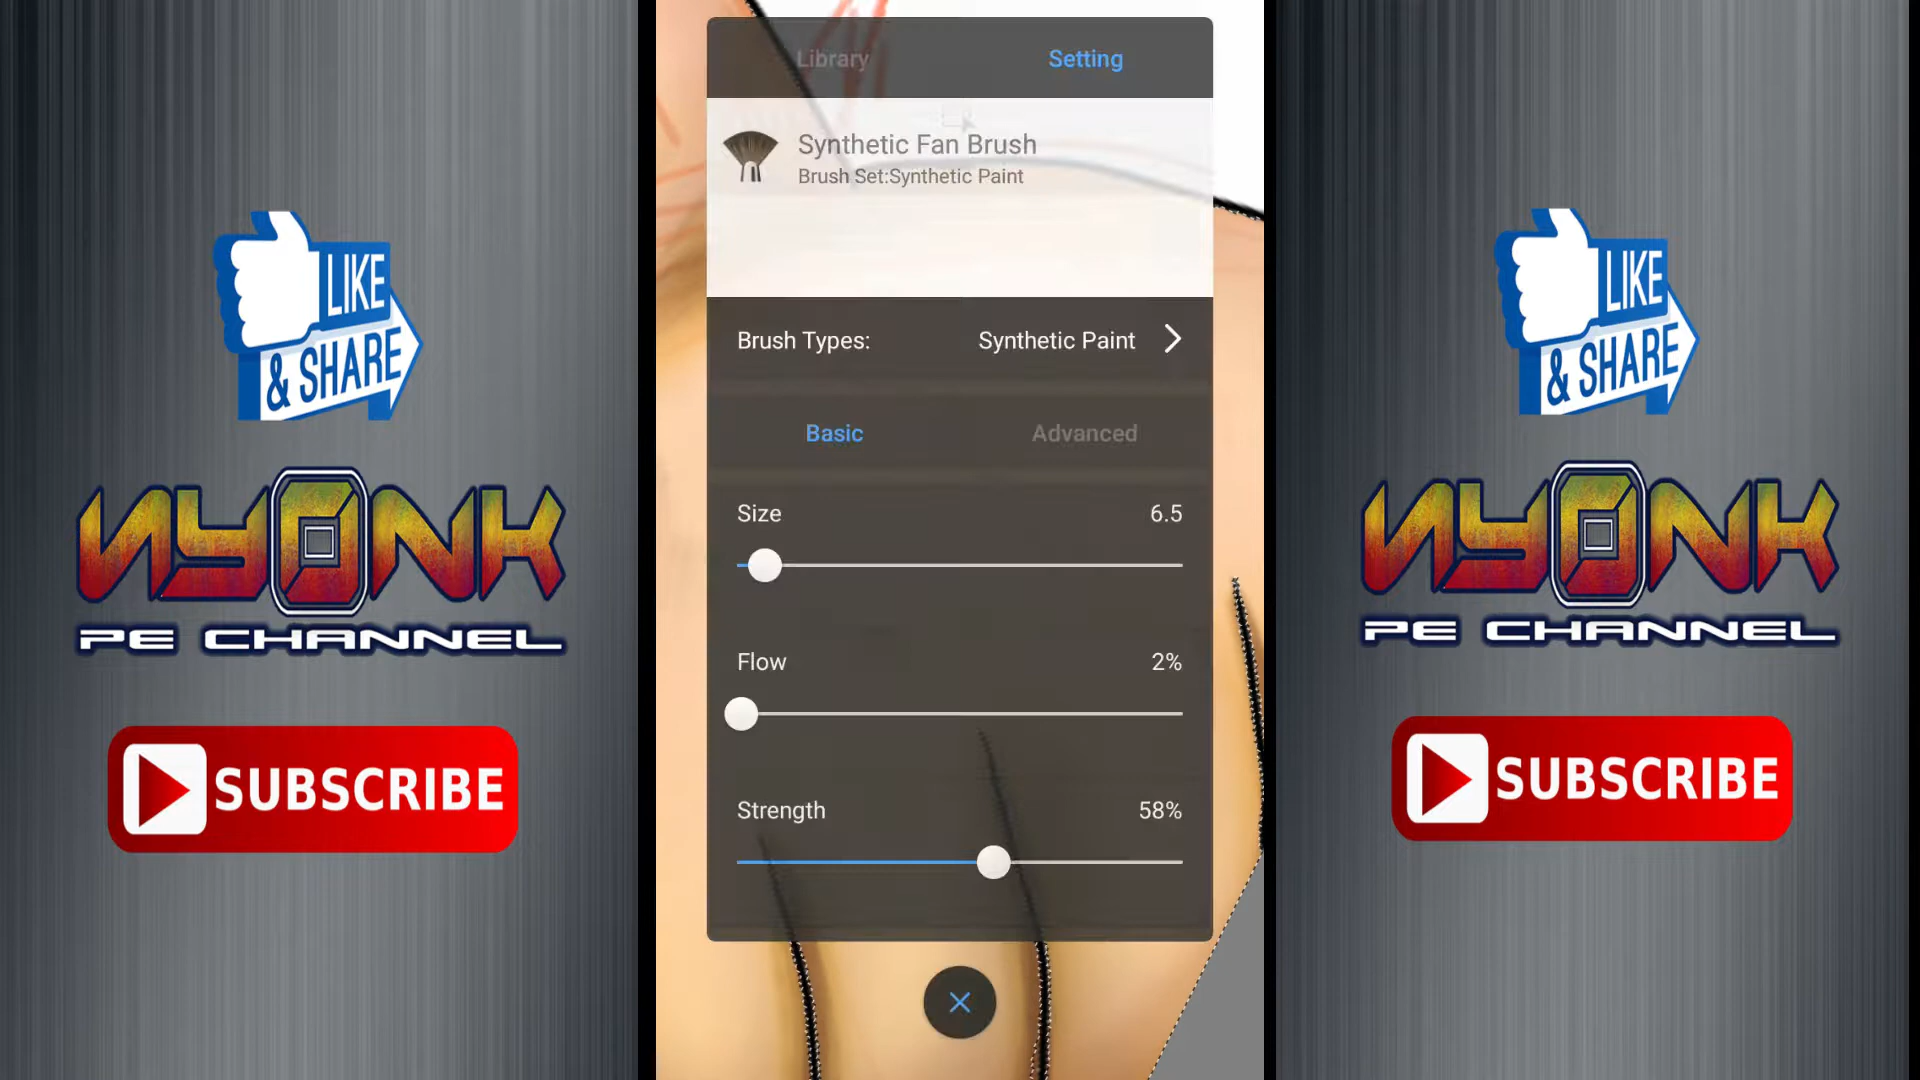 LIKE
& SHARE
NYONK
PE CHANNEL
SUBSCRIBE
Library
Setting
Synthetic Fan Brush
Brush Set:Synthetic Paint
Brush Types:
Synthetic Paint
Basic
Advanced
Size
6.5
Flow
2%
Strength
58%
LIKE
& SHARE
NYONK
PE CHANNEL
SUBSCRIBE